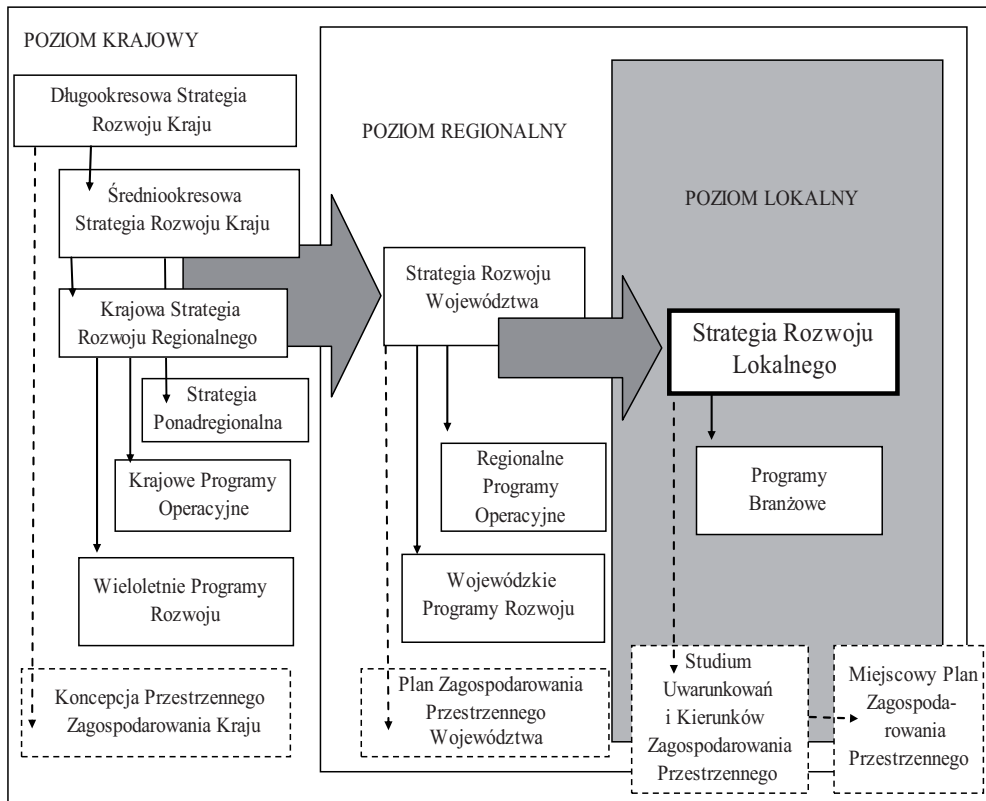 POZIOM KRAJOWY
Długookresowa Strategia
Rozwoju Kraju
Średniookresowa
Strategia Rozwoju Kraju
Krajowa Strategia
Rozwoju Regionalnego
Strategia
Ponadregionalna
Krajowe Programy
Operacyjne
Wieloletnie Programy
Rozwoju
Koncepcja Przestrzennego
Zagospodarowania Kraju
POZIOM REGIONALNY
Strategia Rozwoju
Województwa
Regionalne
Programy
Operacyjne
Wojewódzkie
Programy Rozwoju
Plan Zagospodarowania
Przestrzennego
Województwa
POZIOM LOKALNY
Strategia Rozwoju
Lokalnego
Programy
Branżowe
Studium
Uwarunkowań
i Kierunków
Zagospodarowania
Przestrzennego
Miejscowy Plan
Zagospoda-
rowania
Przestrzennego